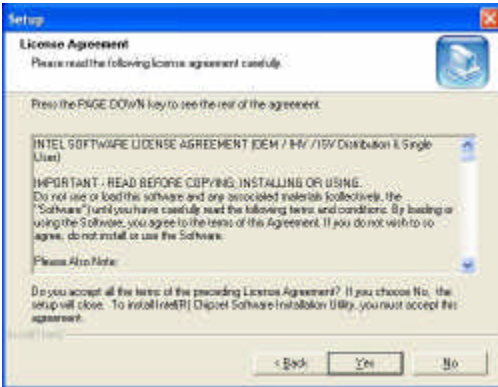 Setup
License Agreement
Please read the following license agreement carefully.
Press the PAGE DOWN key to see the rest of the agreement.
INTEL SOFTWARE LICENSE AGREEMENT (OEM / IHV / ISV Distribution & Single
User)
IMPORTANT - READ BEFORE COPYING, INSTALLING OR USING.
Do not use or load this software and any associated materials (collectively, the
"Software") until you have carefully read the following terms and conditions. By loading or
using the Software, you agree to the terms of this Agreement. If you do not wish to so
agree, do not install or use the Software.
Please Also Note:
Do you accept all the terms of the preceding License Agreement? If you choose No, the
setup will close. To install Intel(R) Chipset Software Installation Utility, you must accept this
agreement.
< Back
Yes
No